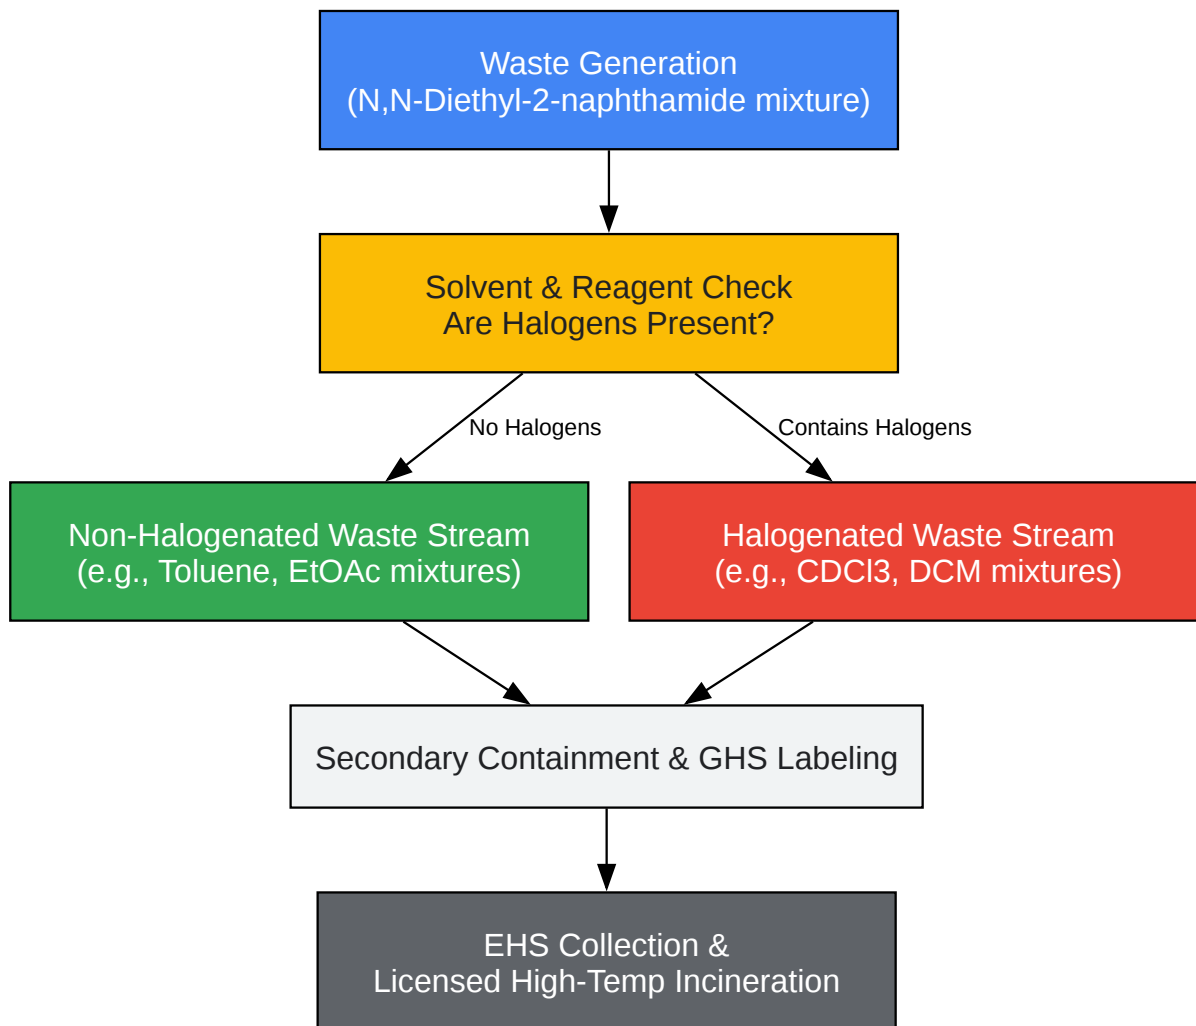 Waste Generation
(N,N-Diethyl-2-naphthamide mixture)
Solvent & Reagent Check
Are Halogens Present?
No Halogens
Contains Halogens
Non-Halogenated Waste Stream
(e.g., Toluene, EtOAc mixtures)
Halogenated Waste Stream
(e.g., CDCl3, DCM mixtures)
Secondary Containment & GHS Labeling
EHS Collection &
Licensed High-Temp Incineration